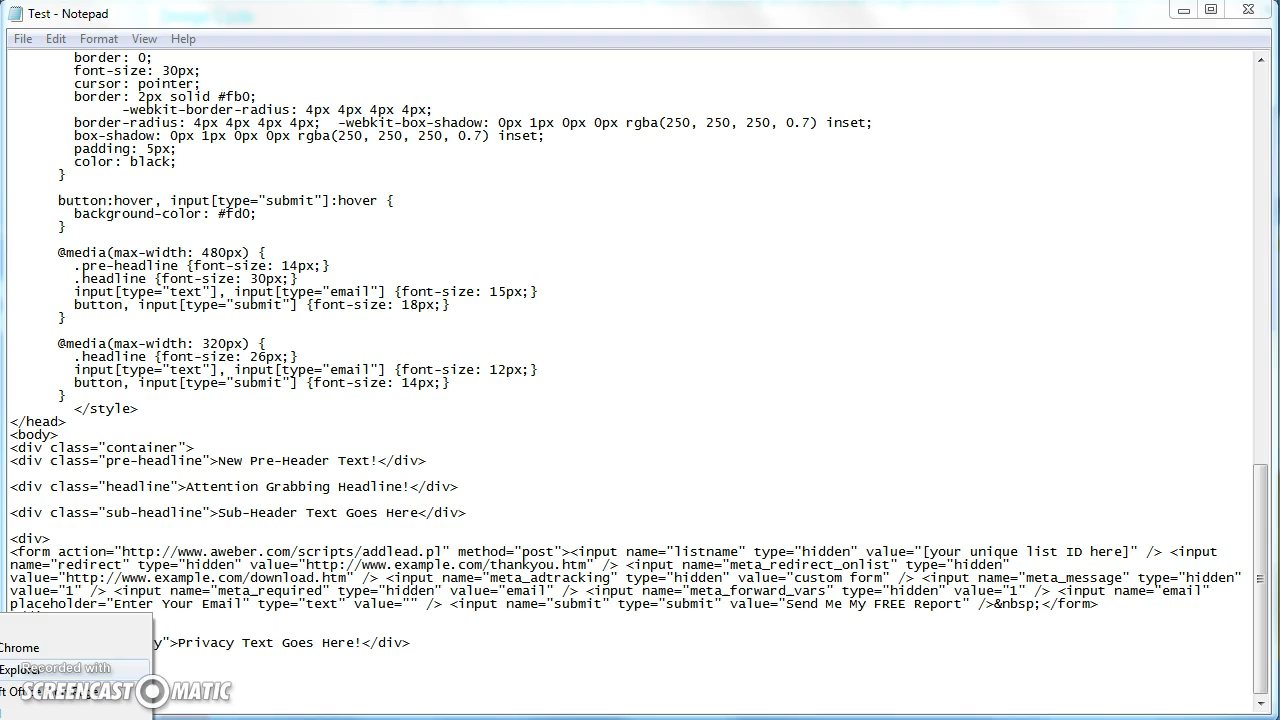 Test - Notepad
File Edit Format View Help
border: 0;
font-size: 30px;
cursor: pointer;
border: 2px solid #fb0;
-webkit-border-radius: 4px 4px 4px 4px;
border-radius: 4px 4px 4px 4px; -webkit-box-shadow: 0px 1px 0px 0px rgba(250, 250, 250, 0.7) inset;
box-shadow: 0px 1px 0px 0px rgba(250, 250, 250, 0.7) inset;
padding: 5px;
color: black;
}
button:hover, input[type="submit"]:hover {
background-color: #fd0;
}
@media(max-width: 480px) {
.pre-headline {font-size: 14px;}
.headline {font-size: 30px;}
input[type="text"], input[type="email"] {font-size: 15px;}
button, input[type="submit"] {font-size: 18px;}
}
@media(max-width: 320px) {
.headline {font-size: 26px;}
input[type="text"], input[type="email"] {font-size: 12px;}
button, input[type="submit"] {font-size: 14px;}
}
</style>
</head>
<body>
<div class="container">
<div class="pre-headline">New Pre-Header Text!</div>
<div class="headline">Attention Grabbing Headline!</div>
<div class="sub-headline">Sub-Header Text Goes Here</div>
<div>
<form action="http://www.aweber.com/scripts/addlead.pl" method="post"><input name="listname" type="hidden" value="[your unique list ID here]" /> <input
name="redirect" type="hidden" value="http://www.example.com/thankyou.htm" /> <input name="meta_redirect_onlist" type="hidden"
value="http://www.example.com/download.htm" /> <input name="meta_adtracking" type="hidden" value="custom form" /> <input name="meta_message" type="hidden"
value="1" /> <input name="meta_required" type="hidden" value="email" /> <input name="meta_forward_vars" type="hidden" value="1" /> <input name="email"
placeholder="Enter Your Email" type="text" value="" /> <input name="submit" type="submit" value="Send Me My FREE Report" />&nbsp;</form>
y">Privacy Text Goes Here!</div>
Chrome
Explorer
Recorded with
SCREENCAST MATIC